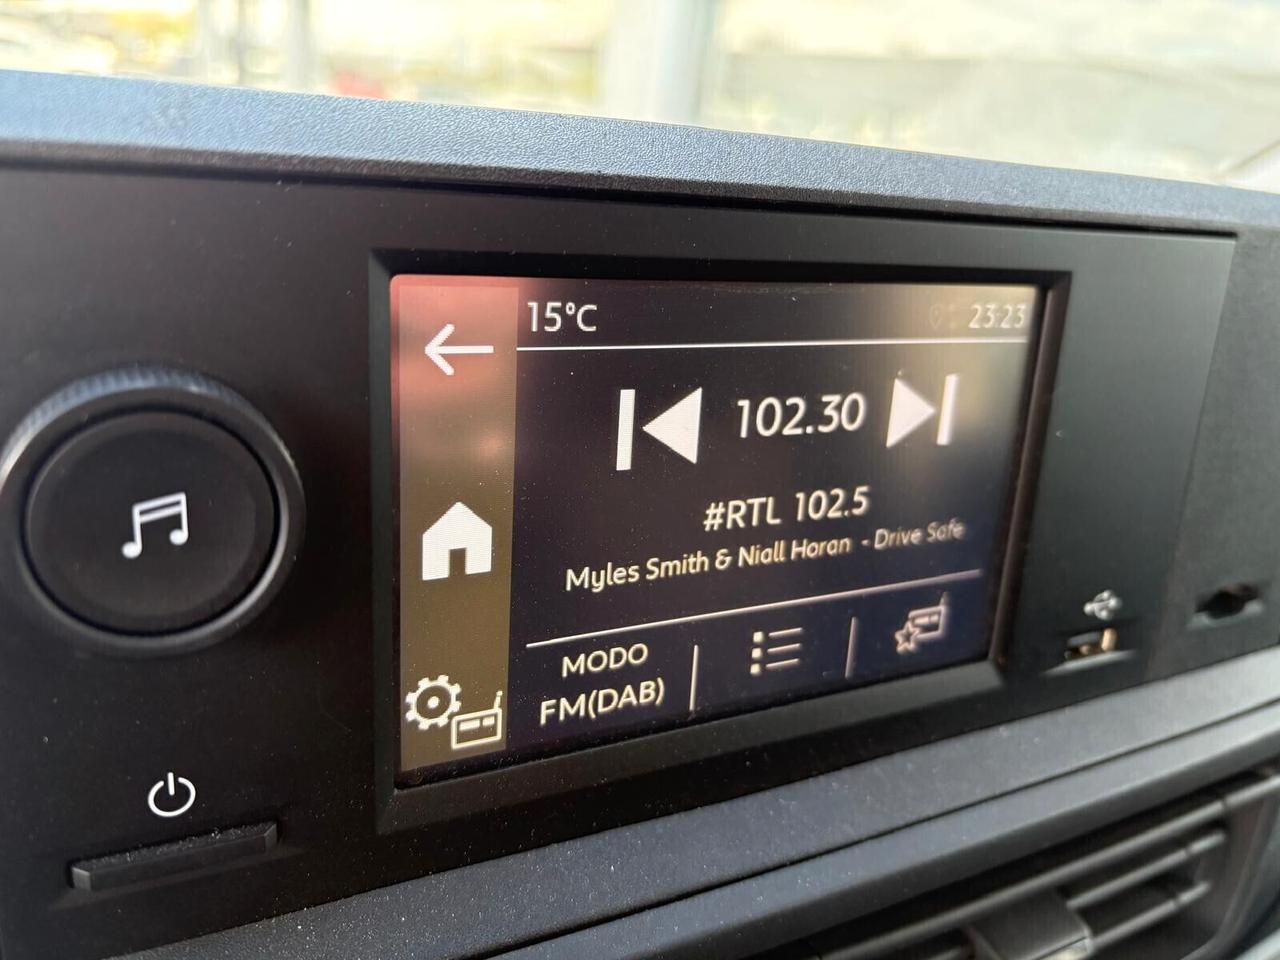 15°C
23:23
102.30
#RTL 102.5
Myles Smith & Niall Horan - Drive Safe
MODO
FM(DAB)